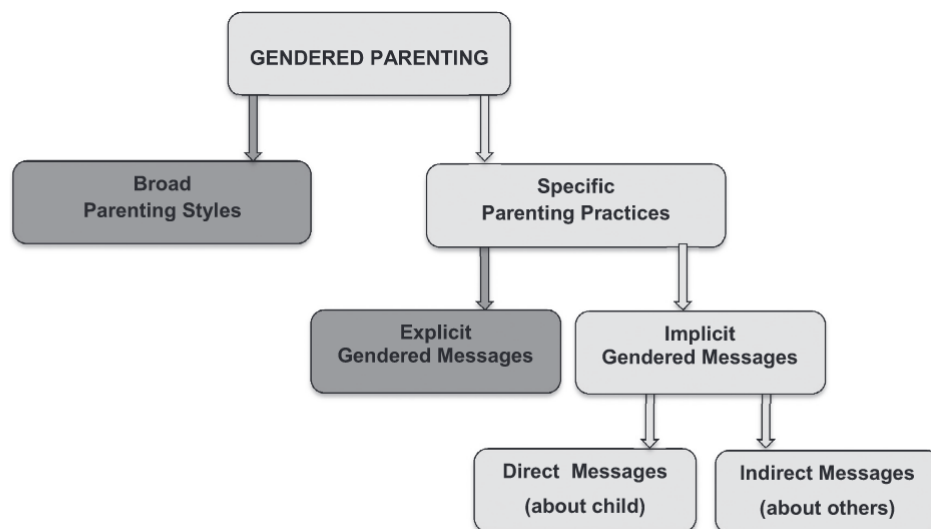 GENDERED PARENTING
Broad
Parenting Styles
Specific
Parenting Practices
Explicit
Gendered Messages
Implicit
Gendered Messages
Direct Messages
(about child)
Indirect Messages
(about others)